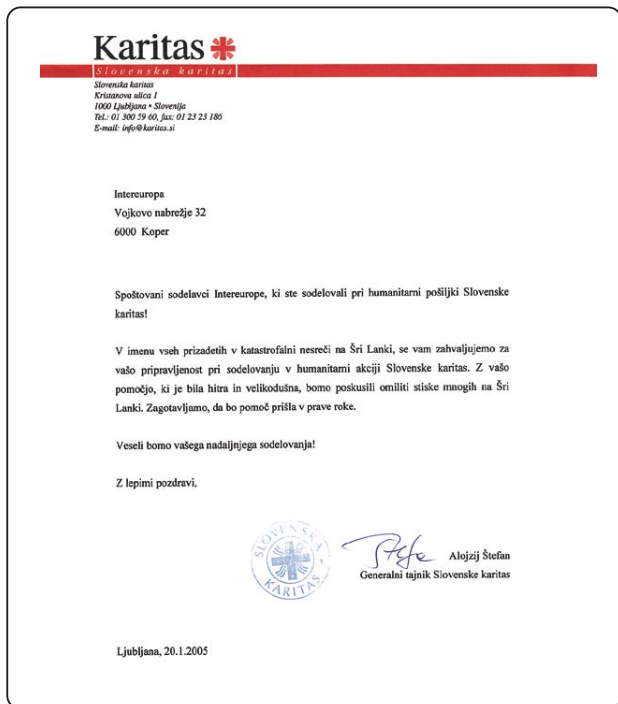 Karitas
Slovenska karitas
Slovenska karitas
Kristanova ulica 1
1000 Ljubljana • Slovenija
Tel.: 01 300 59 60, fax: 01 23 23 186
E-mail: info@karitas.si
Intereuropa
Vojkovo nabrežje 32
6000 Koper
Spoštovani sodelavci Intereurope, ki ste sodelovali pri humanitarni pošiljki Slovenske
karitas!
V imenu vseh prizadetih v katastrofalni nesreči na Šri Lanki, se vam zahvaljujemo za
vašo pripravljenost pri sodelovanju v humanitarni akciji Slovenske karitas. Z vašo
pomočjo, ki je bila hitra in velikodušna, bomo poskusili omiliti stiske mnogih na Šri
Lanki. Zagotavljamo, da bo pomoč prišla v prave roke.
Veseli bomo vašega nadaljnjega sodelovanja!
Z lepimi pozdravi,
SLOVENSKA
KARITAS
Alojzij Štefan
Generalni tajnik Slovenske karitas
Ljubljana, 20.1.2005